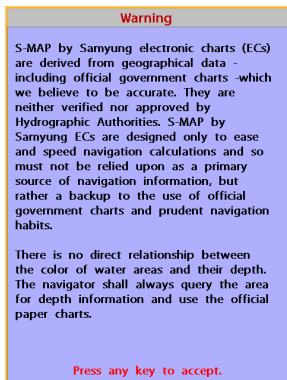 Warning
S-MAP by Samyung electronic charts (ECs)
are derived from geographical data -
including official government charts -which
we believe to be accurate. They are
neither verified nor approved by
Hydrographic Authorities. S-MAP by
Samyung ECs are designed only to ease
and speed navigation calculations and so
must not be relied upon as a primary
source of navigation information, but
rather a backup to the use of official
government charts and prudent navigation
habits.
There is no direct relationship between
the color of water areas and their depth.
The navigator shall always query the area
for depth information and use the official
paper charts.
Press any key to accept.